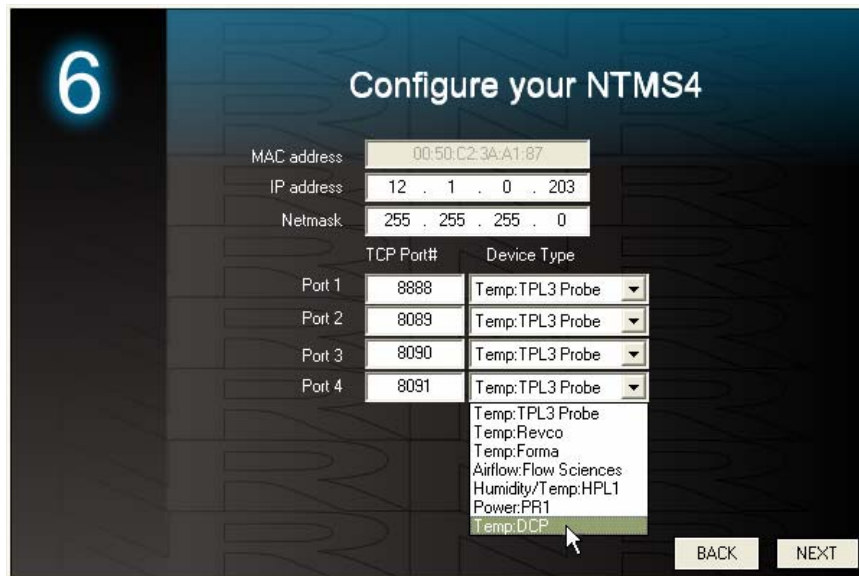 6
Configure your NTMS4
MAC address 00:50:C2:3A:A1:87
IP address 12 . 1 . 0 . 203
Netmask 255 . 255 . 255 . 0
TCP Port# Device Type
Port 1 8888 Temp:TPL3 Probe
Port 2 8089 Temp:TPL3 Probe
Port 3 8090 Temp:TPL3 Probe
Port 4 8091 Temp:TPL3 Probe
Temp:TPL3 Probe
Temp:Revco
Temp:Forma
Airflow:Flow Sciences
Humidity/Temp:HPL1
Power:PR1
Temp:DCP
BACK NEXT